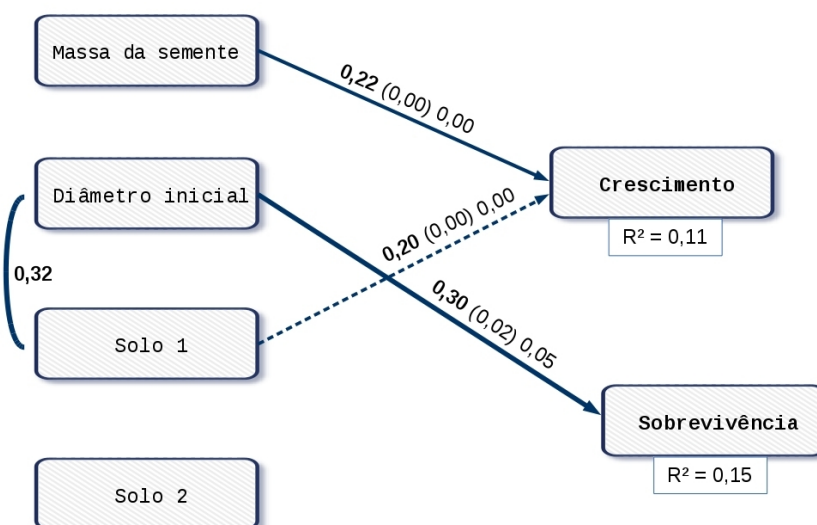 Massa da semente
0,22 (0,00) 0,00
Diâmetro inicial
Crescimento
0,20 (0,00) 0,00
R² = 0,11
0,32
0,30 (0,02) 0,05
Solo 1
Sobrevivência
R² = 0,15
Solo 2